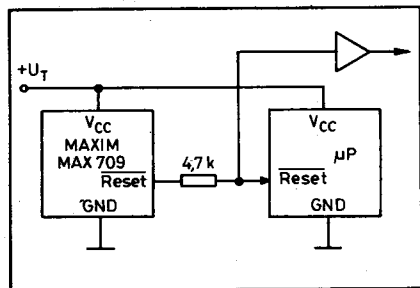 +U_T
V_CC
MAXIM
MAX 709
Reset
GND
4,7 k
V_CC
µP
Reset
GND